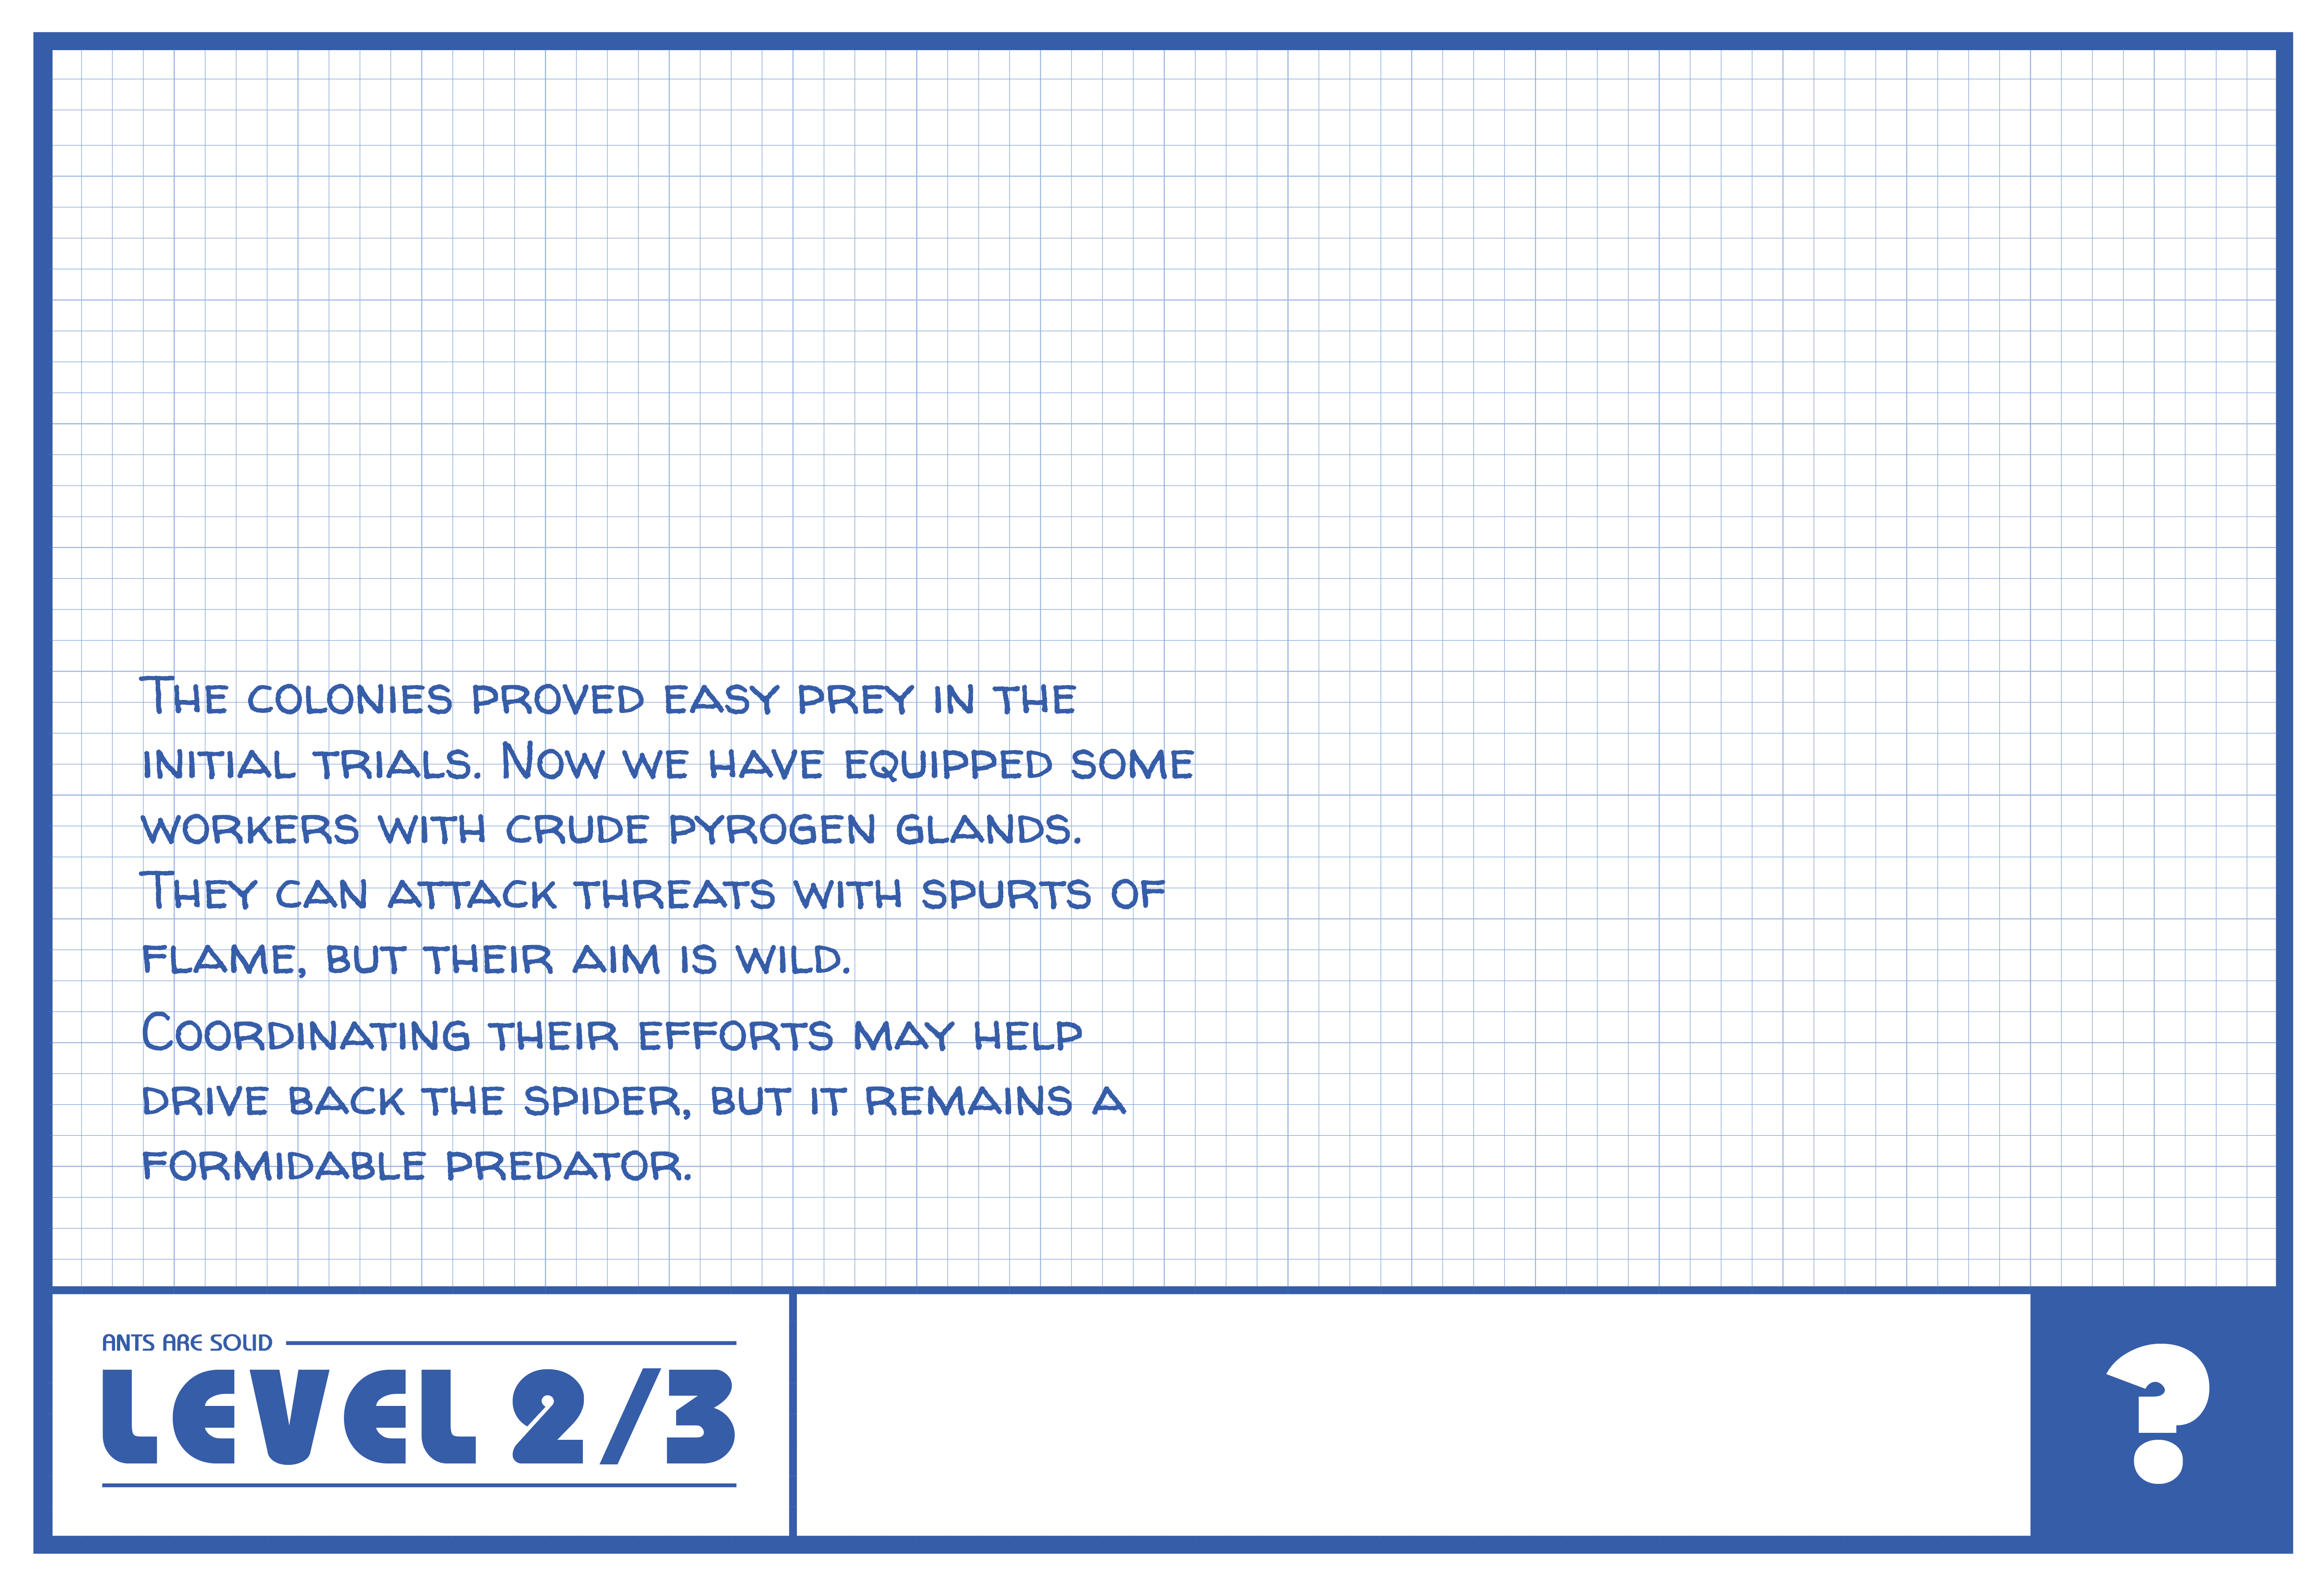 The colonies proved easy prey in the
initial trials. Now we have equipped some
workers with crude pyrogen glands.
They can attack threats with spurts of
flame, but their aim is wild.
Coordinating their efforts may help
drive back the spider, but it remains a
formidable predator.
ANTS ARE SOLID
LEVEL 2/3
?